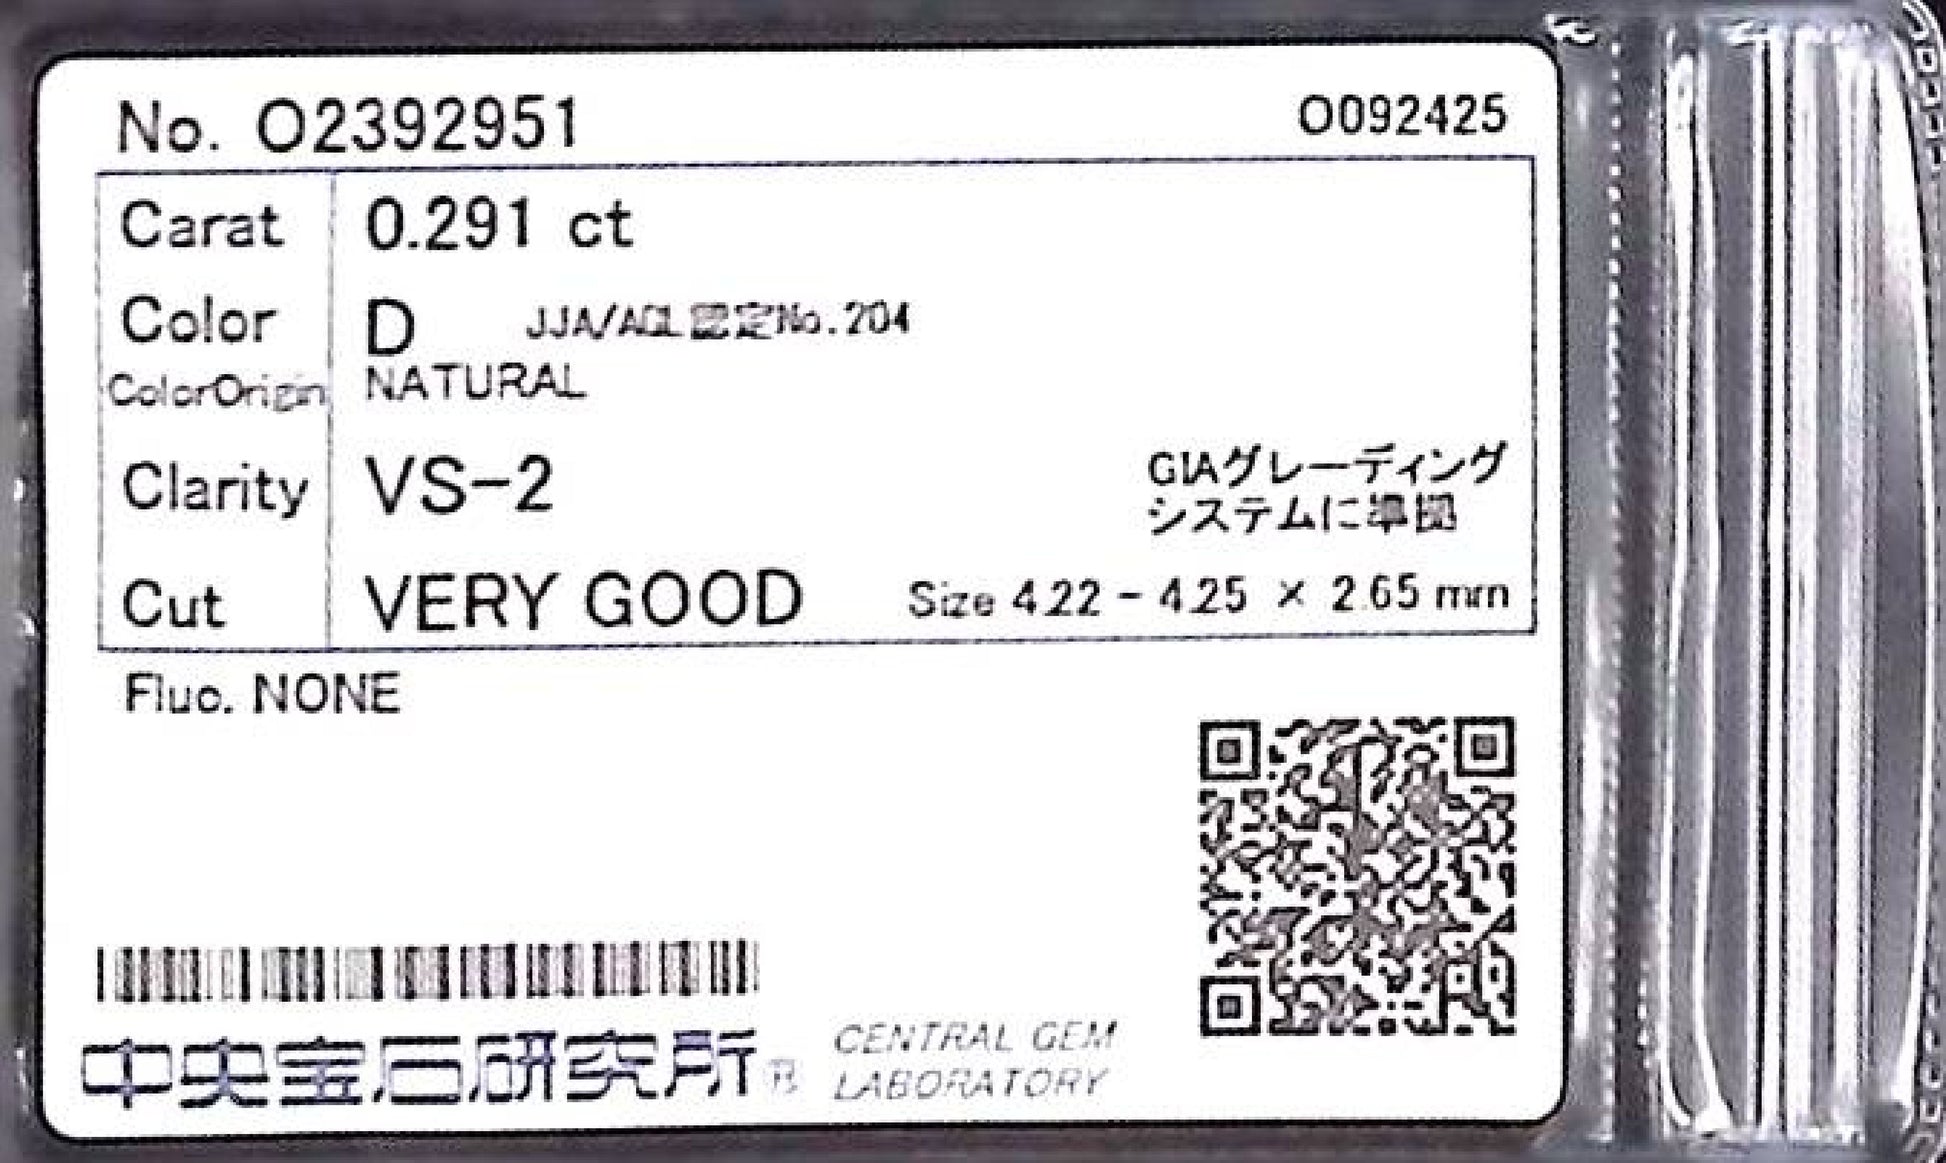 No. O2392951 O092425
Carat 0.291 ct
Color D JJA/AGL認定No.204
ColorOrigin NATURAL
Clarity VS-2 GIAグレーディング
システムに準拠
Cut VERY GOOD Size 4.22 - 4.25 × 2.65 mm
Fluo. NONE
中央宝石研究所® CENTRAL GEM
LABORATORY